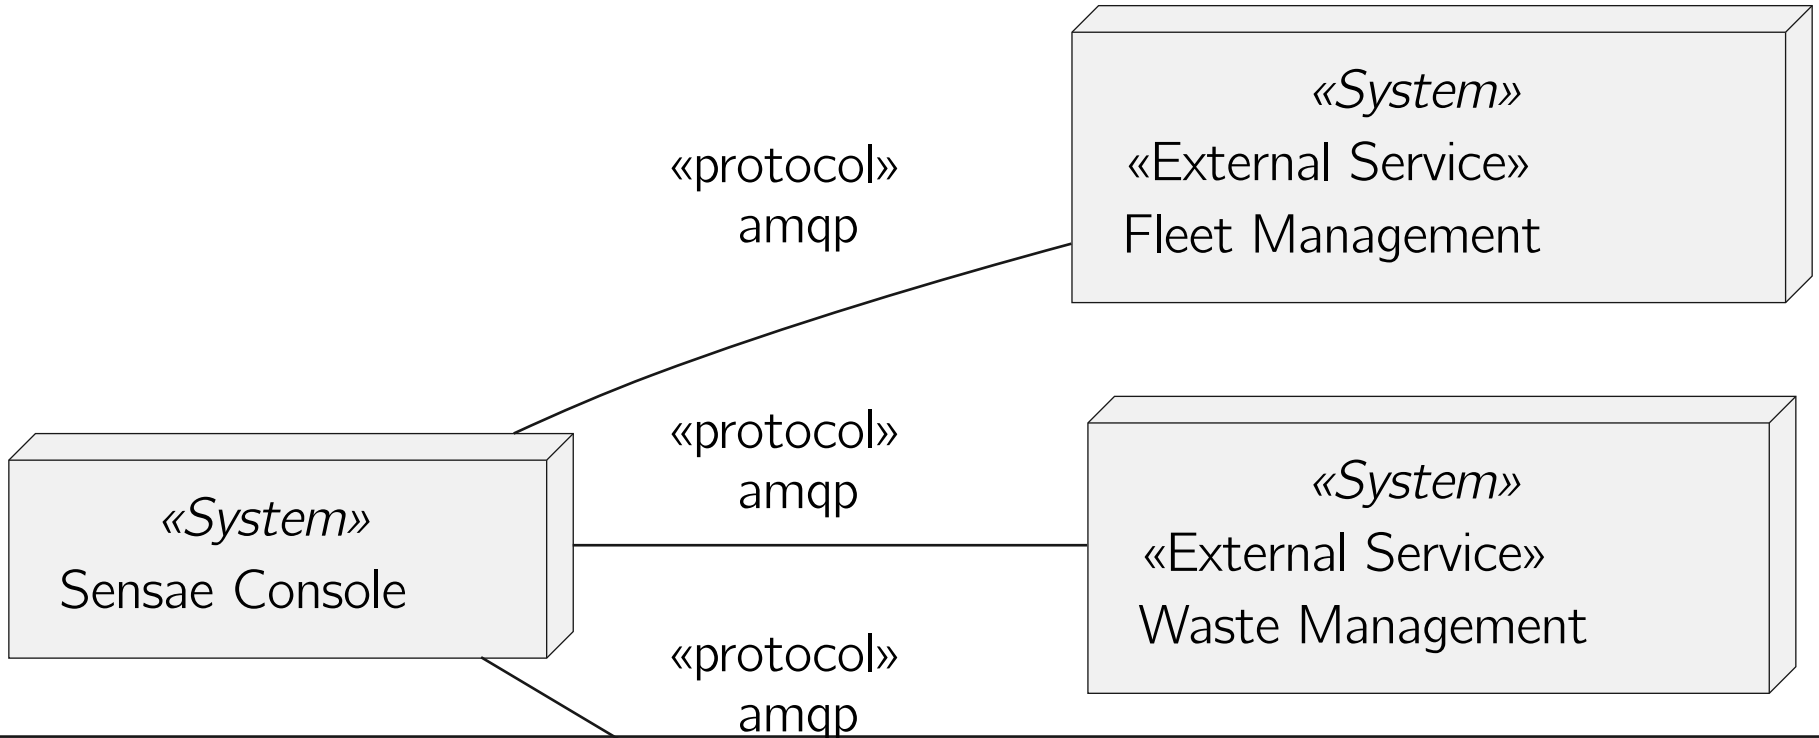 «System»
«External Service»
Fleet Management
«protocol»
amqp
«protocol»
amqp
«System»
«External Service»
Waste Management
«System»
Sensae Console
«protocol»
amqp